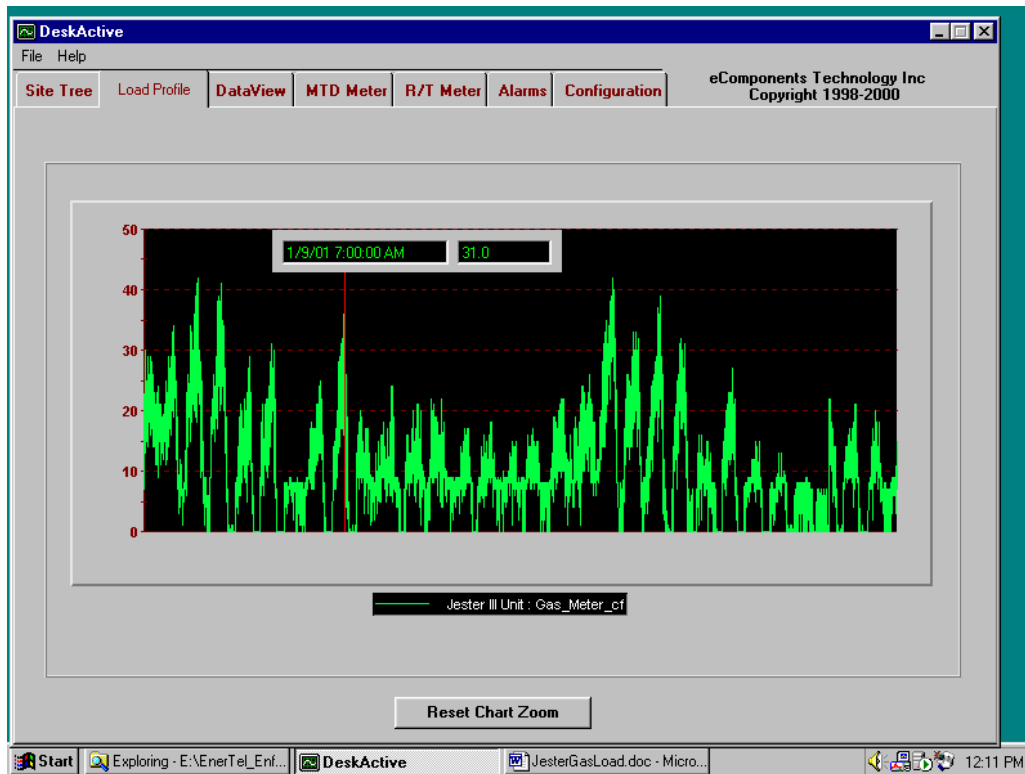 DeskActive
File Help
Site Tree Load Profile DataView MTD Meter R/T Meter Alarms Configuration
eComponents Technology Inc
Copyright 1998-2000
1/9/01 7:00:00 AM 31.0
50
40
30
20
10
0
Jester III Unit : Gas_Meter_cf
Reset Chart Zoom
Start Exploring - E:\EnerTel_Enf... DeskActive JesterGasLoad.doc - Micro... 12:11 PM